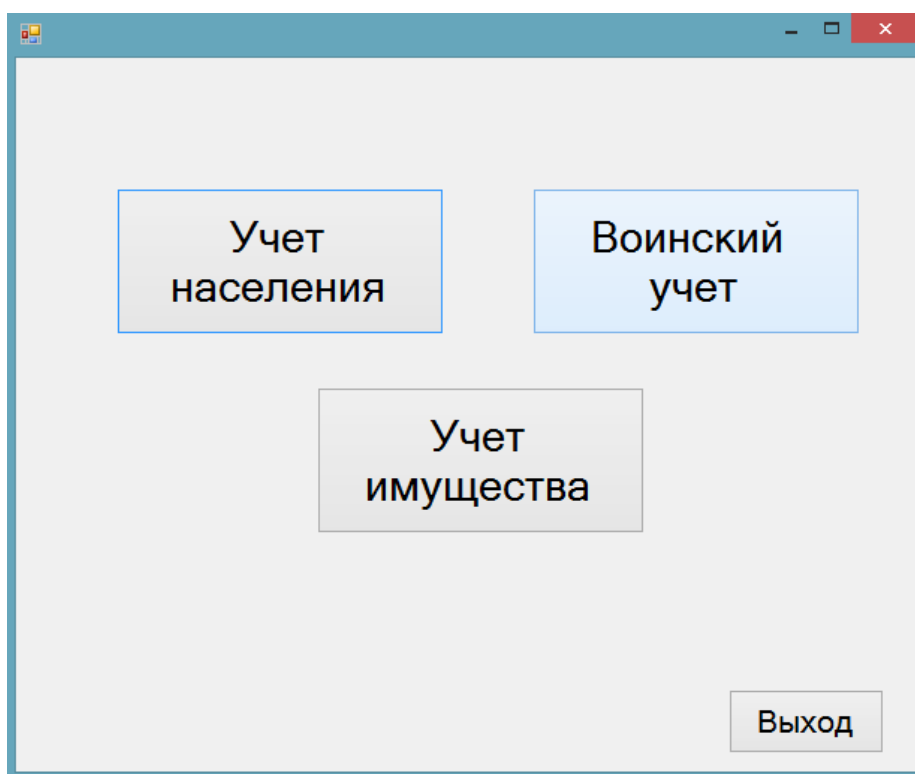 Учет
населения
Воинский
учет
Учет
имущества
Выход